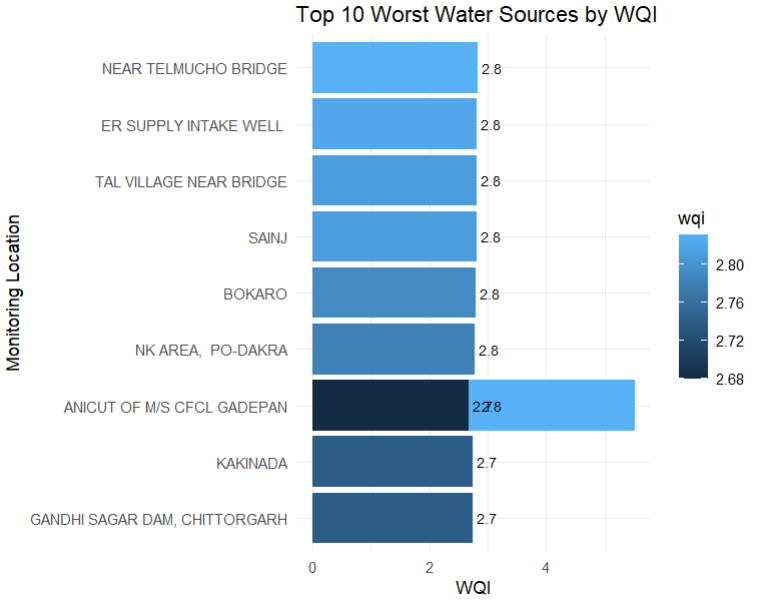 Top 10 Worst Water Sources by WQI
Monitoring Location
NEAR TELMUCHO BRIDGE 2.8
ER SUPPLY INTAKE WELL 2.8
TAL VILLAGE NEAR BRIDGE 2.8
SAINJ 2.8
BOKARO 2.8
NK AREA,  PO-DAKRA 2.8
ANICUT OF M/S CFCL GADEPAN
KAKINADA 2.7
GANDHI SAGAR DAM, CHITTORGARH 2.7
0 2 4
WQI
wqi
2.80
2.76
2.72
2.68